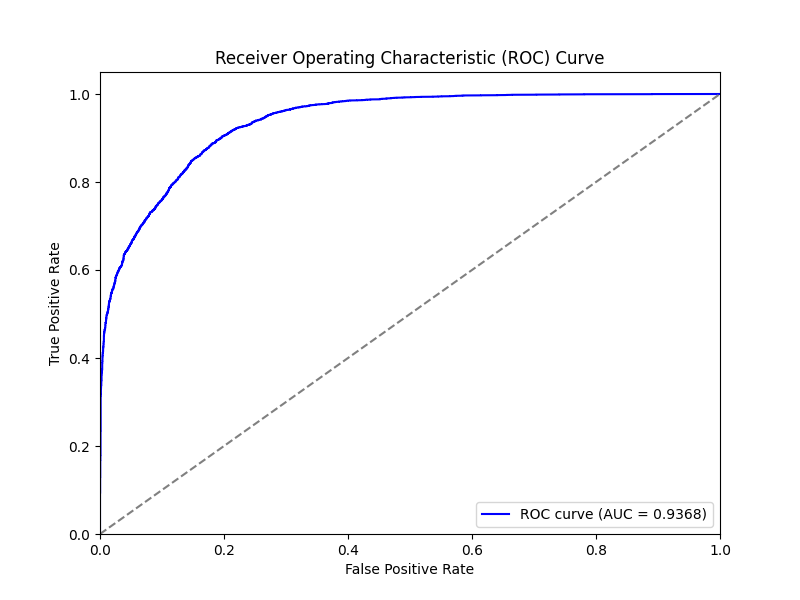 Receiver Operating Characteristic (ROC) Curve
1.0
0.8
0.6
0.4
0.2
0.0
True Positive Rate
ROC curve (AUC = 0.9368)
0.0 0.2 0.4 0.6 0.8 1.0
False Positive Rate